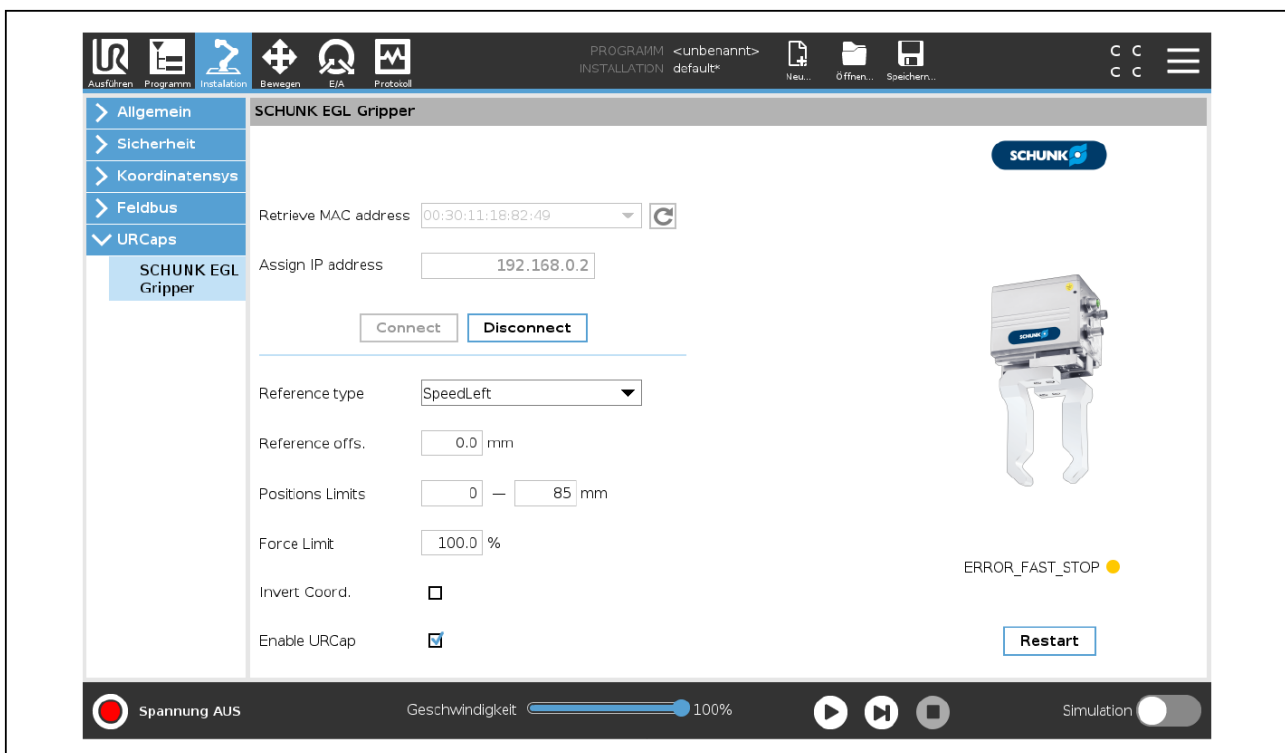 PROGRAMM <unbenannt>
INSTALLATION default*
C C
C C
Ausführen Programm Installation Bewegen E/A Protokoll Neu... Öffnen... Speichern...
Allgemein
SCHUNK EGL Gripper
Sicherheit
SCHUNK
Koordinatensys
Feldbus
Retrieve MAC address 00:30:11:18:82:49
URCaps
SCHUNK EGL
Gripper
Assign IP address 192.168.0.2
Connect Disconnect
SCHUNK
Reference type SpeedLeft
Reference offs. 0.0 mm
Positions Limits 0 — 85 mm
Force Limit 100.0 %
ERROR_FAST_STOP
Invert Coord.
Enable URCap
Restart
Spannung AUS Geschwindigkeit 100% Simulation